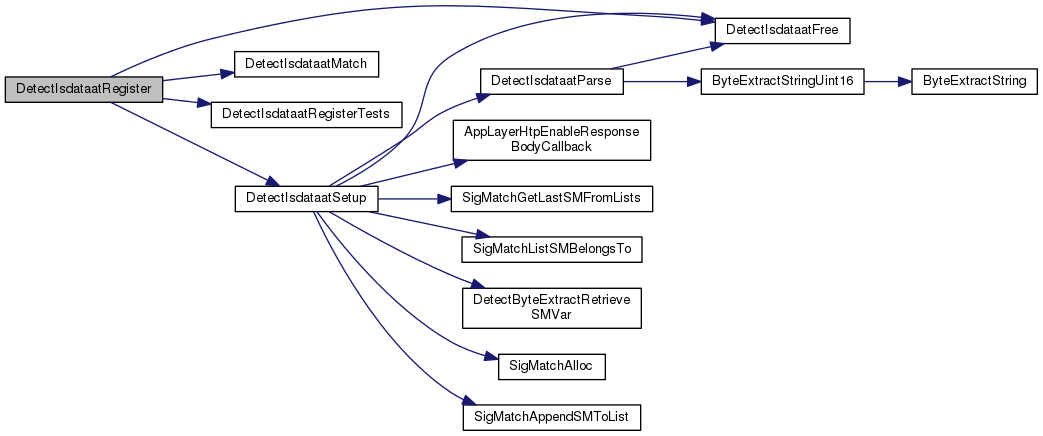 DetectIsdataatRegister
DetectIsdataatMatch
DetectIsdataatRegisterTests
DetectIsdataatSetup
DetectIsdataatFree
DetectIsdataatParse
ByteExtractStringUint16
ByteExtractString
AppLayerHtpEnableResponse
BodyCallback
SigMatchGetLastSMFromLists
SigMatchListSMBelongsTo
DetectByteExtractRetrieve
SMVar
SigMatchAlloc
SigMatchAppendSMToList